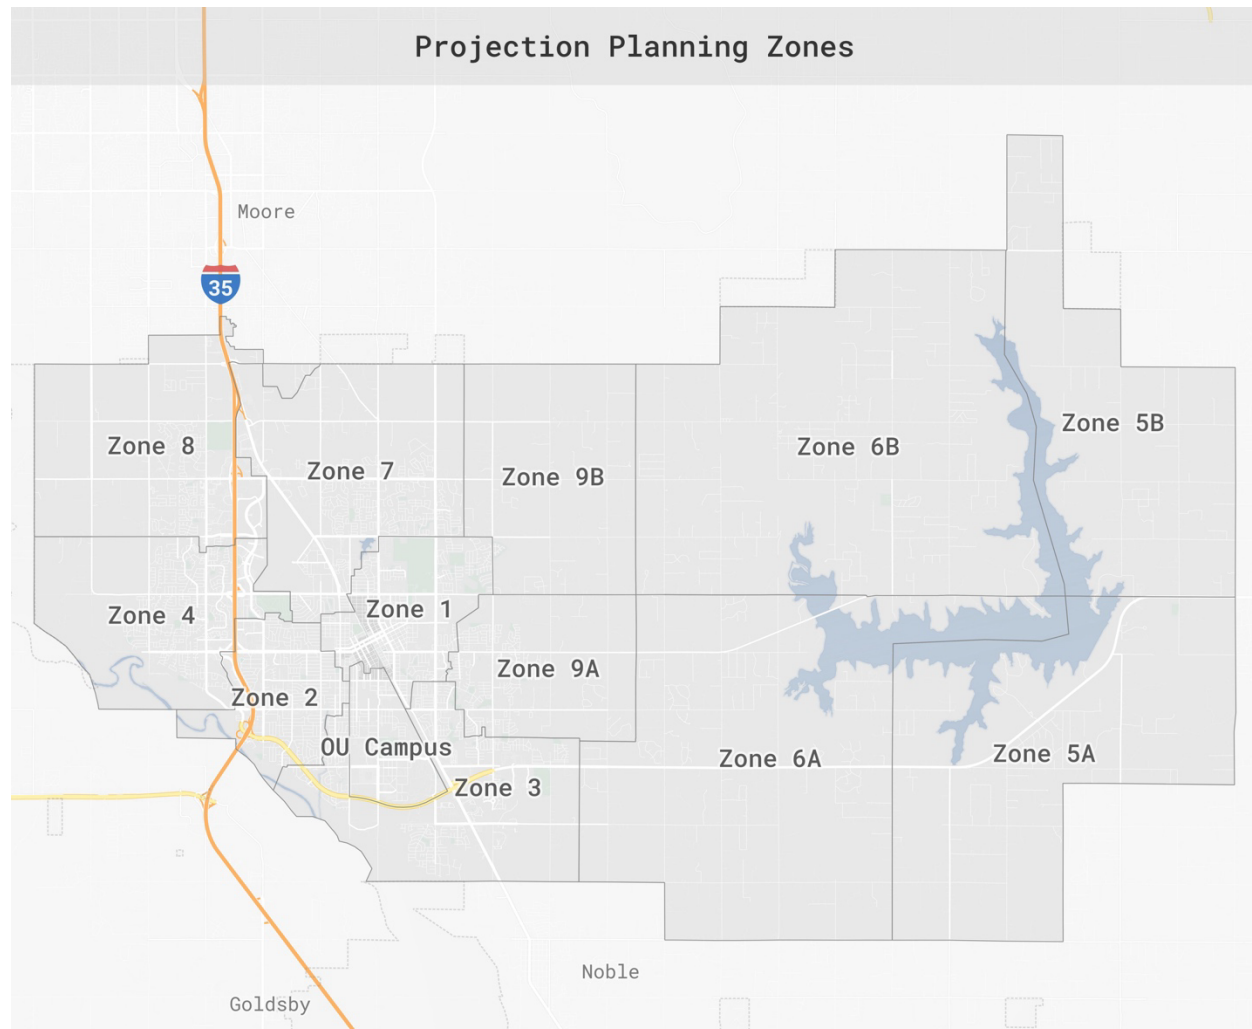 Projection Planning Zones
Moore
35
Zone 5B
Zone 8
Zone 6B
Zone 7
Zone 9B
Zone 1
Zone 4
Zone 9A
Zone 2
OU Campus
Zone 5A
Zone 6A
Zone 3
Noble
Goldsby